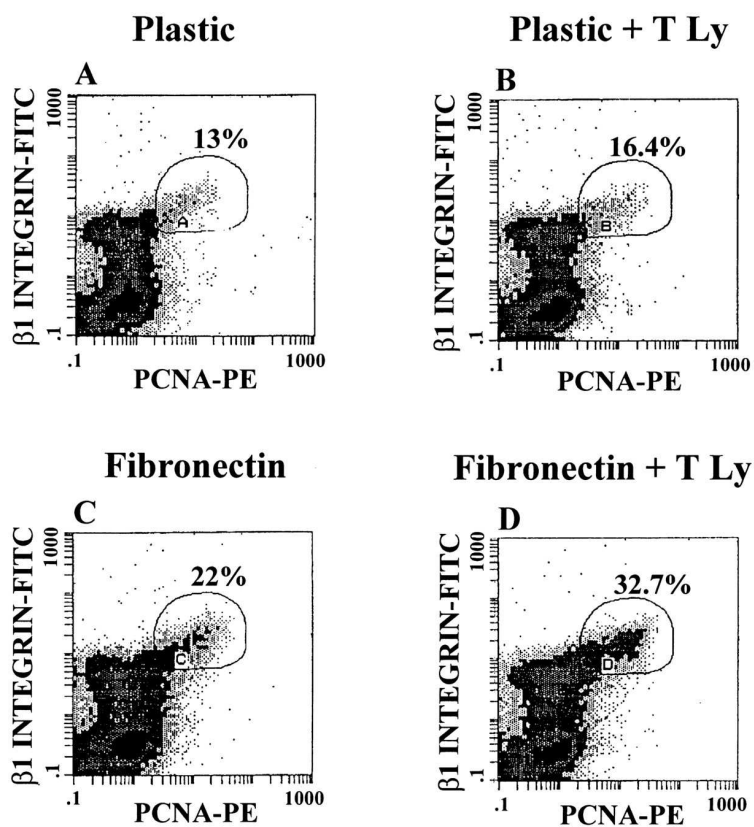 Plastic
Plastic + T Ly
A
1000
β1 INTEGRIN-FITC
.1
13%
A
.1
1000
PCNA-PE
B
1000
β1 INTEGRIN-FITC
.1
16.4%
B
.1
1000
PCNA-PE
Fibronectin
Fibronectin + T Ly
C
1000
β1 INTEGRIN-FITC
.1
22%
C
.1
1000
PCNA-PE
D
1000
β1 INTEGRIN-FITC
.1
32.7%
D
.1
1000
PCNA-PE